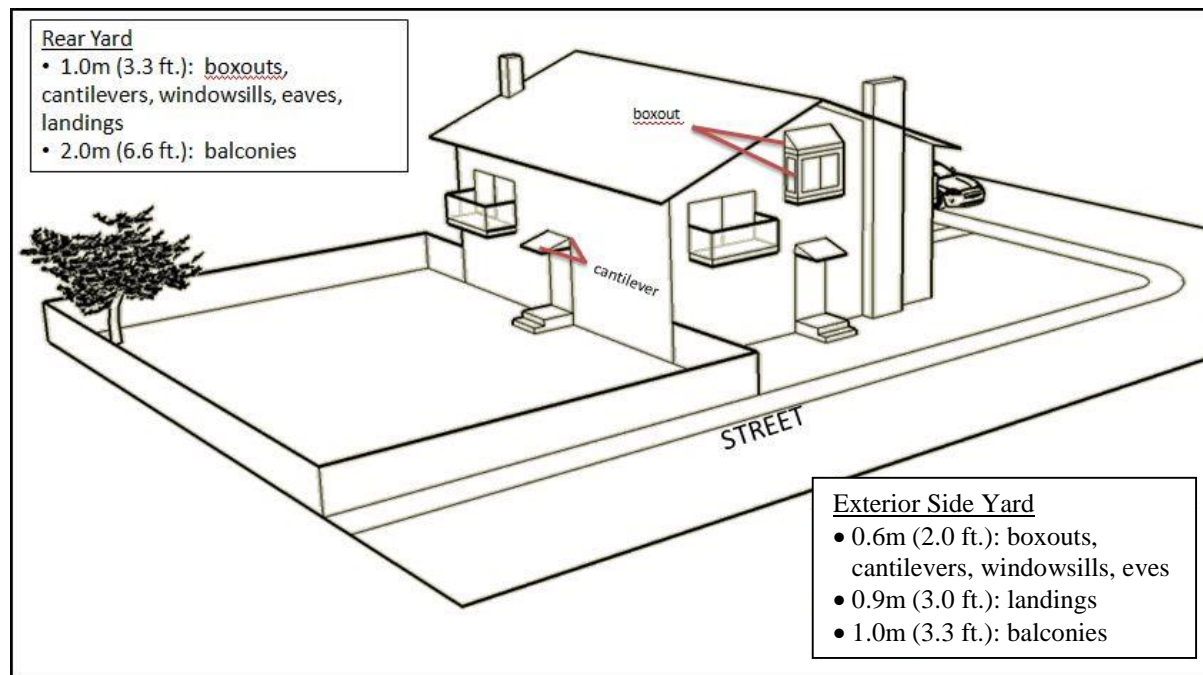 Rear Yard
• 1.0m (3.3 ft.): boxouts,
cantilevers, windowsills, eaves,
landings
• 2.0m (6.6 ft.): balconies
boxout
cantilever
STREET
Exterior Side Yard
• 0.6m (2.0 ft.): boxouts,
cantilevers, windowsills, eves
• 0.9m (3.0 ft.): landings
• 1.0m (3.3 ft.): balconies